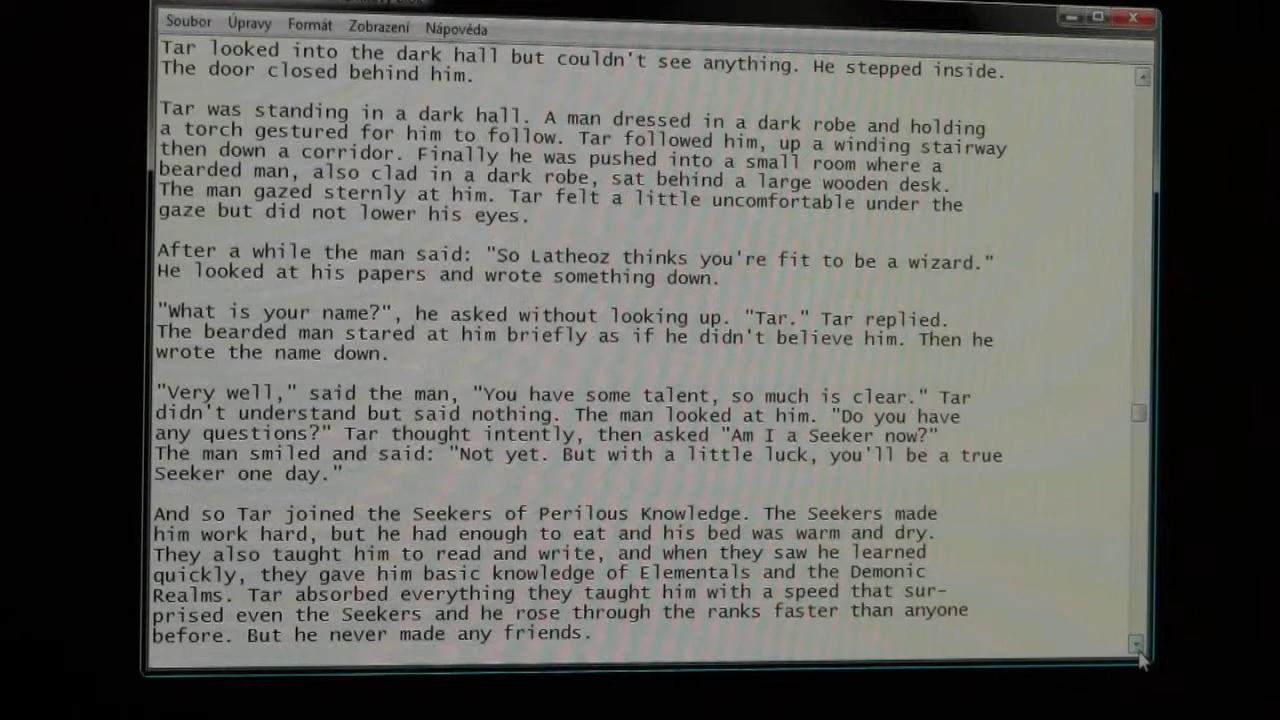 Soubor Úpravy Formát Zobrazení Nápověda
Tar looked into the dark hall but couldn't see anything. He stepped inside.
The door closed behind him.
Tar was standing in a dark hall. A man dressed in a dark robe and holding
a torch gestured for him to follow. Tar followed him, up a winding stairway
then down a corridor. Finally he was pushed into a small room where a
bearded man, also clad in a dark robe, sat behind a large wooden desk.
The man gazed sternly at him. Tar felt a little uncomfortable under the
gaze but did not lower his eyes.
After a while the man said: "So Latheoz thinks you're fit to be a wizard."
He looked at his papers and wrote something down.
"What is your name?", he asked without looking up. "Tar." Tar replied.
The bearded man stared at him briefly as if he didn't believe him. Then he
wrote the name down.
"Very well," said the man, "You have some talent, so much is clear." Tar
didn't understand but said nothing. The man looked at him. "Do you have
any questions?" Tar thought intently, then asked "Am I a Seeker now?"
The man smiled and said: "Not yet. But with a little luck, you'll be a true
Seeker one day."
And so Tar joined the Seekers of Perilous Knowledge. The Seekers made
him work hard, but he had enough to eat and his bed was warm and dry.
They also taught him to read and write, and when they saw he learned
quickly, they gave him basic knowledge of Elementals and the Demonic
Realms. Tar absorbed everything they taught him with a speed that sur-
prised even the Seekers and he rose through the ranks faster than anyone
before. But he never made any friends.